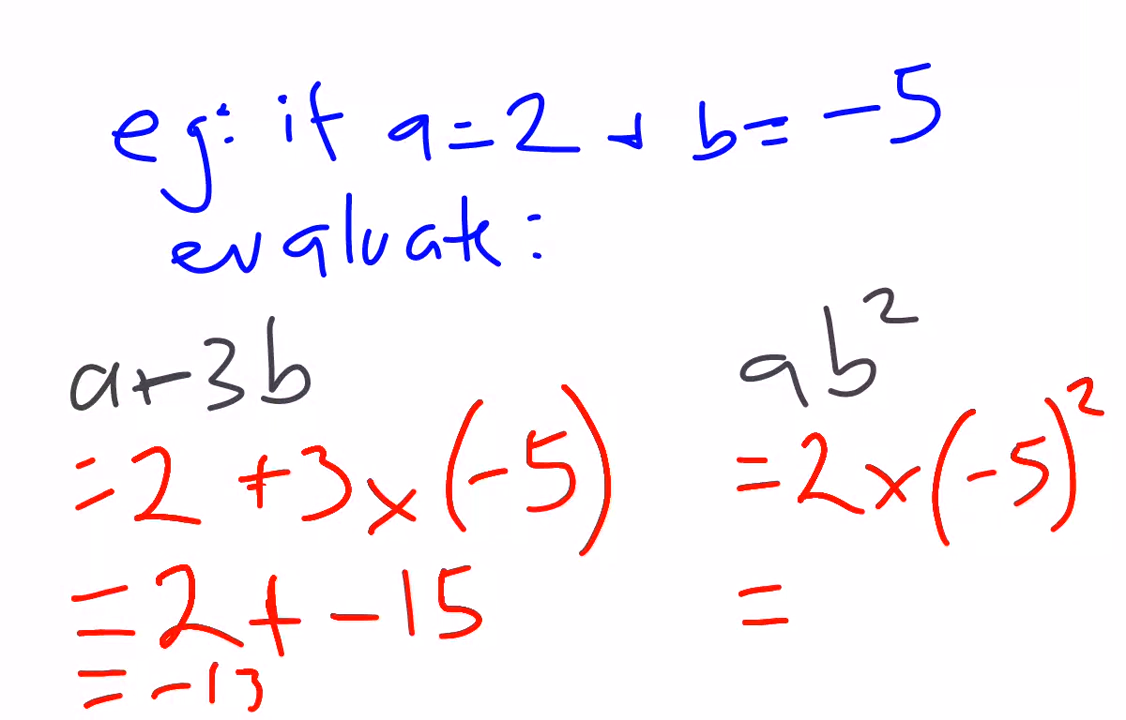 eg: if a=2 + b=-5
evaluate:
a+3b
=2 +3×(-5)
=2+-15
=-13
ab²
=2×(-5)²
=